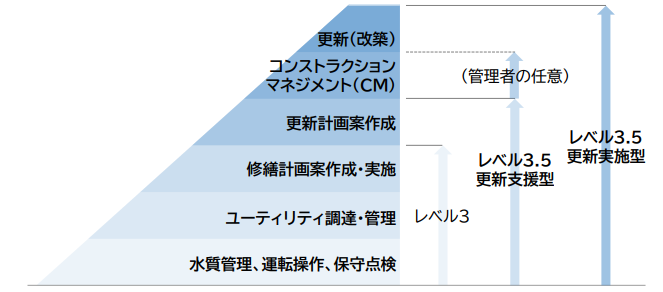 更新（改築）
コンストラクション
マネジメント（CM）
（管理者の任意）
更新計画案作成
レベル3.5
更新実施型
レベル3.5
更新支援型
修繕計画案作成・実施
レベル3
ユーティリティ調達・管理
水質管理、運転操作、保守点検